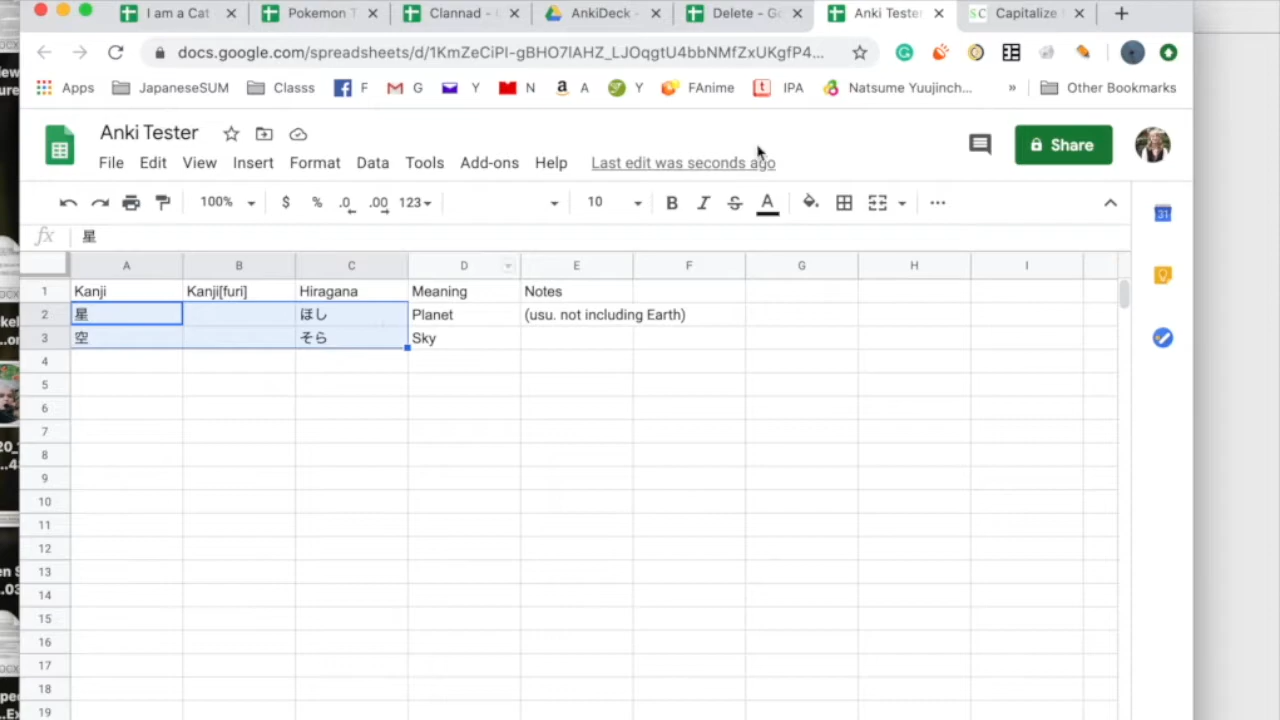 I am a Cat
Pokemon T
Clannad -
AnkiDeck -
Delete - Go
Anki Tester
Capitalize
docs.google.com/spreadsheets/d/1KmZeCiPI-gBHO7lAHZ_LJOqgtU4bbNMfZxUKgfP4...
Apps JapaneseSUM Classs F G Y N A Y FAnime IPA Natsume Yuujinch... » Other Bookmarks
Anki Tester
File Edit View Insert Format Data Tools Add-ons Help Last edit was seconds ago
Share
100% $ % .0 .00 123 10 B I S A
fx 星
A B C D E F G H I
1 Kanji Kanji[furi] Hiragana Meaning Notes
2 星 ほし Planet (usu. not including Earth)
3 空 そら Sky
4
5
6
7
8
9
10
11
12
13
14
15
16
17
18
19
31